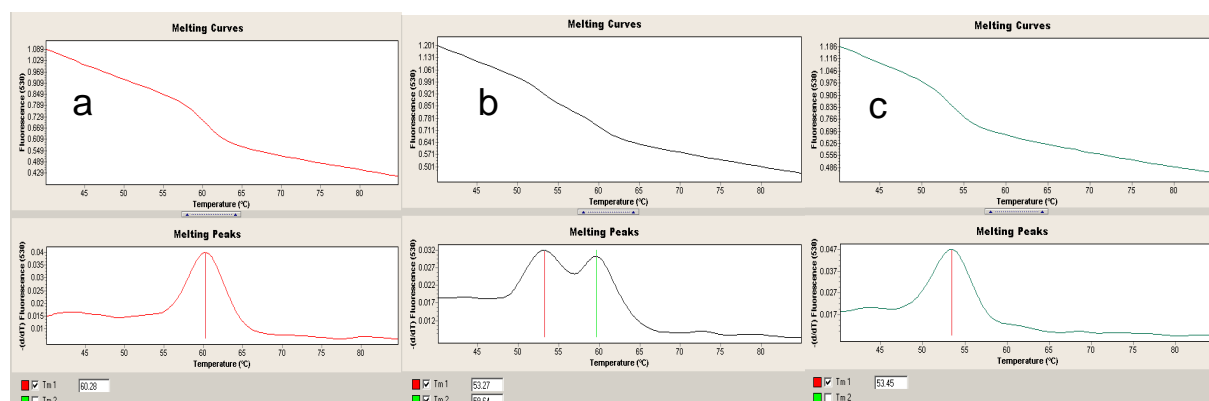 Melting Curves
Fluorescence (530)
1.089
1.029
0.969
0.909
0.849
0.789
0.729
0.669
0.609
0.549
0.489
0.429
a
45 50 55 60 65 70 75 80
Temperature (ºC)
Melting Peaks
-(d/dT) Fluorescence (530)
0.04
0.035
0.03
0.025
0.02
0.015
0.01
45 50 55 60 65 70 75 80
Temperature (ºC)
Tm 1 60.28
Tm 2
Melting Curves
Fluorescence (530)
1.201
1.131
1.061
0.991
0.921
0.851
0.781
0.711
0.641
0.571
0.501
b
45 50 55 60 65 70 75 80
Temperature (ºC)
Melting Peaks
-(d/dT) Fluorescence (530)
0.032
0.027
0.022
0.017
0.012
45 50 55 60 65 70 75 80
Temperature (ºC)
Tm 1 53.27
Tm 2
Melting Curves
Fluorescence (530)
1.186
1.116
1.046
0.976
0.906
0.836
0.766
0.696
0.626
0.556
0.486
c
45 50 55 60 65 70 75 80
Temperature (ºC)
Melting Peaks
-(d/dT) Fluorescence (530)
0.047
0.037
0.027
0.017
45 50 55 60 65 70 75 80
Temperature (ºC)
Tm 1 53.45
Tm 2